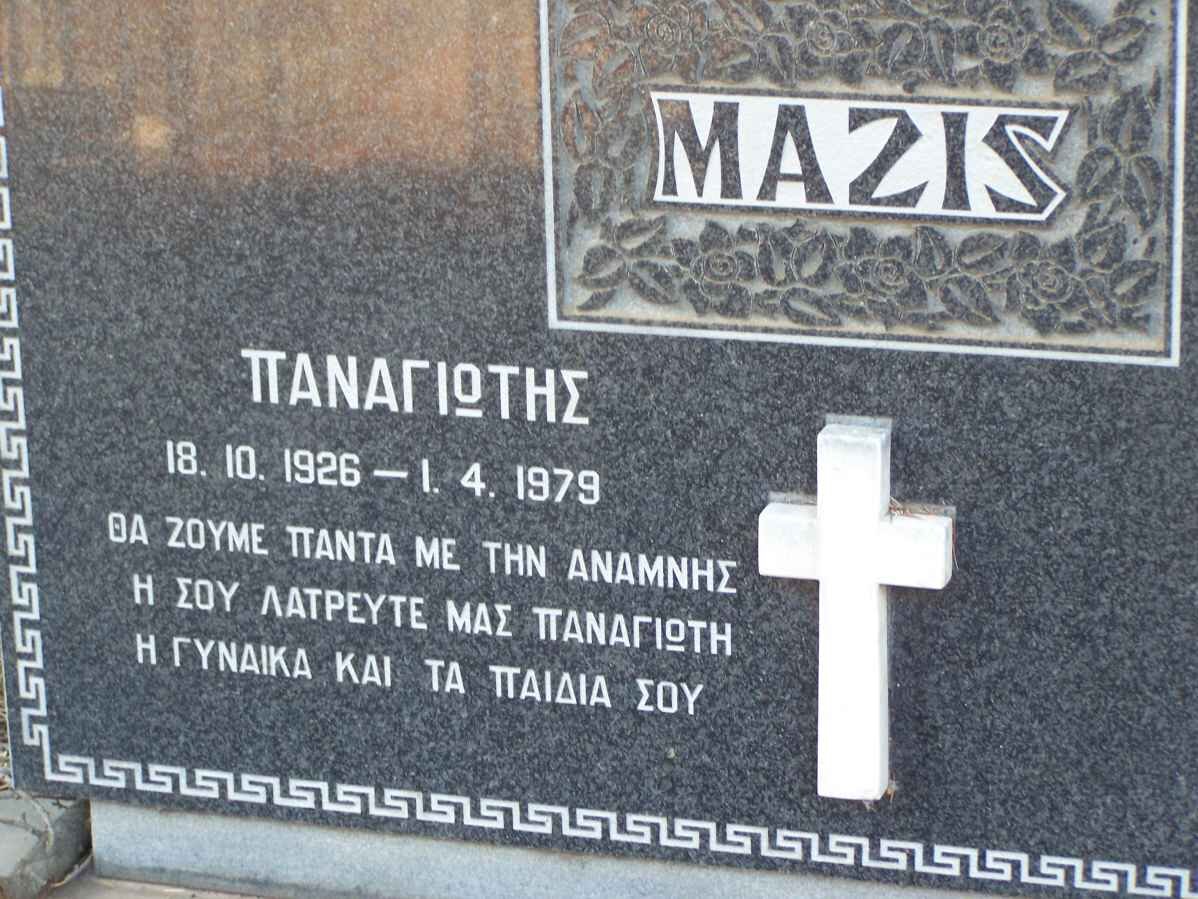 MAZIS
ΠΑΝΑΓΙΩΤΗΣ
18. 10. 1926 — 1. 4. 1979
ΘΑ ΖΟΥΜΕ ΠΑΝΤΑ ΜΕ ΤΗΝ ΑΝΑΜΝΗΣ
Η ΣΟΥ ΛΑΤΡΕΥΤΕ ΜΑΣ ΠΑΝΑΓΙΩΤΗ
Η ΓΥΝΑΙΚΑ ΚΑΙ ΤΑ ΠΑΙΔΙΑ ΣΟΥ